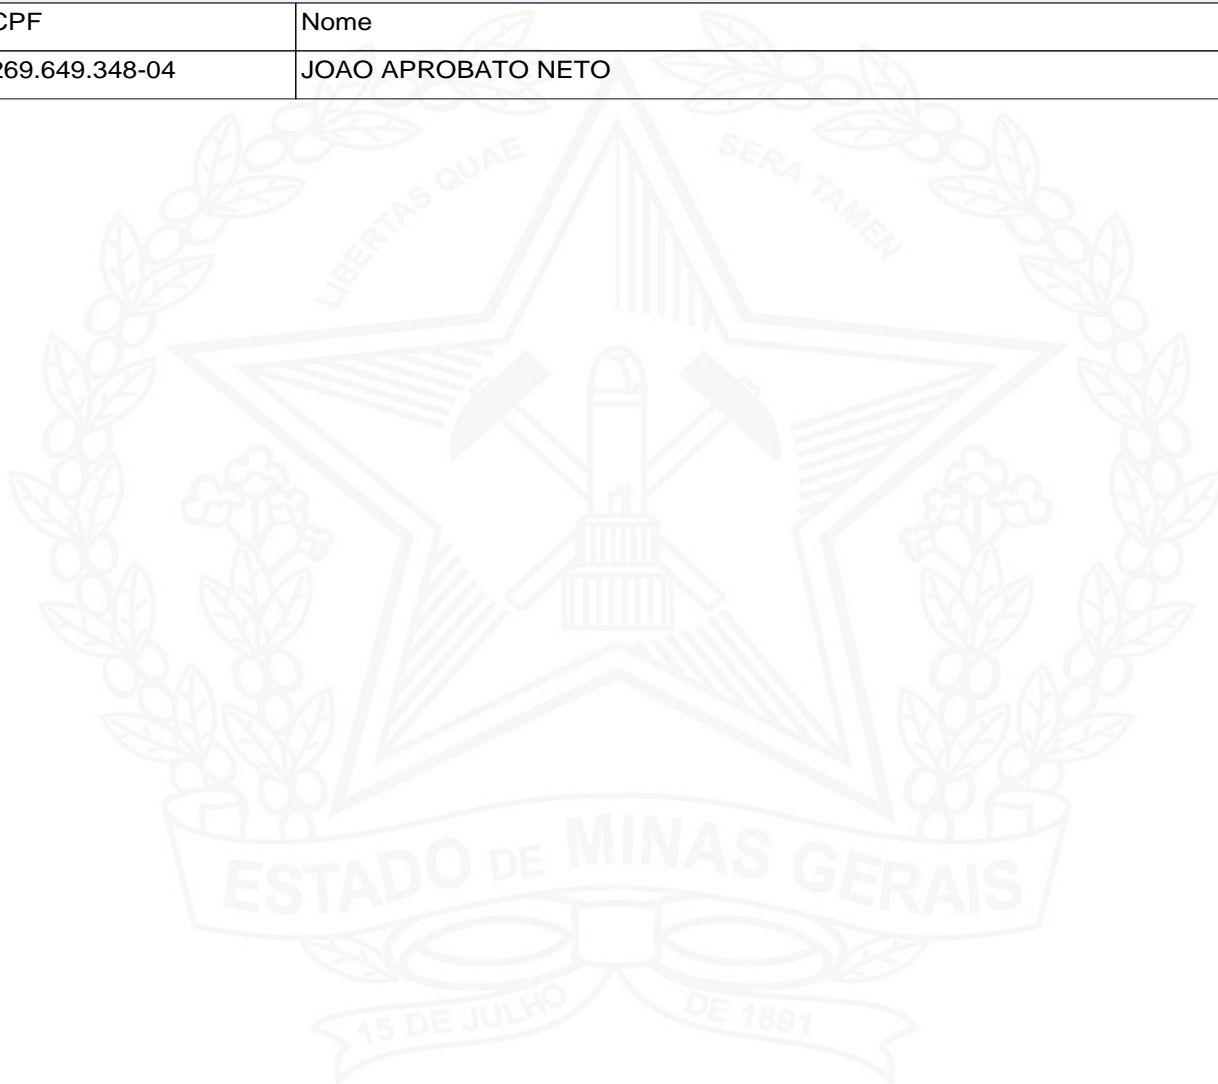 CPF Nome
269.649.348-04 JOAO APROBATO NETO
LIBERTAS QUAE SERA TAMEN
ESTADO DE MINAS GERAIS
15 DE JULHO DE 1891